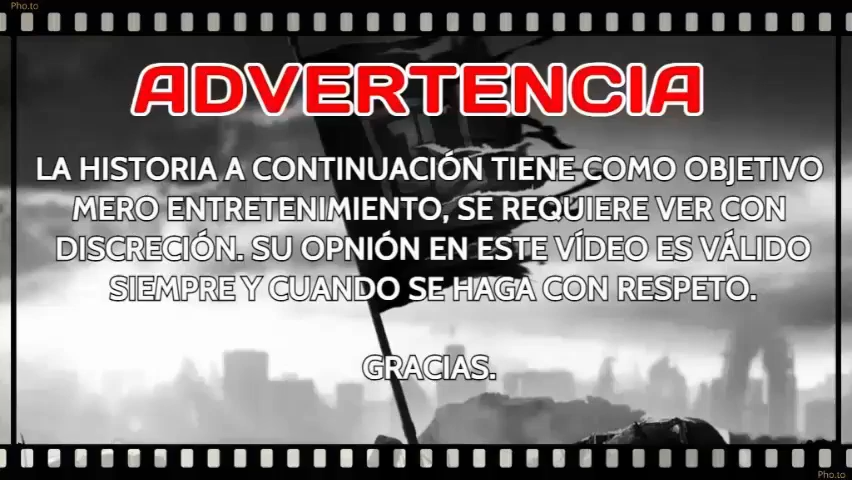 Pho.to
ADVERTENCIA
LA HISTORIA A CONTINUACIÓN TIENE COMO OBJETIVO
MERO ENTRETENIMIENTO, SE REQUIERE VER CON
DISCRECIÓN. SU OPNIÓN EN ESTE VÍDEO ES VÁLIDO
SIEMPRE Y CUANDO SE HAGA CON RESPETO.
GRACIAS.
Pho.to